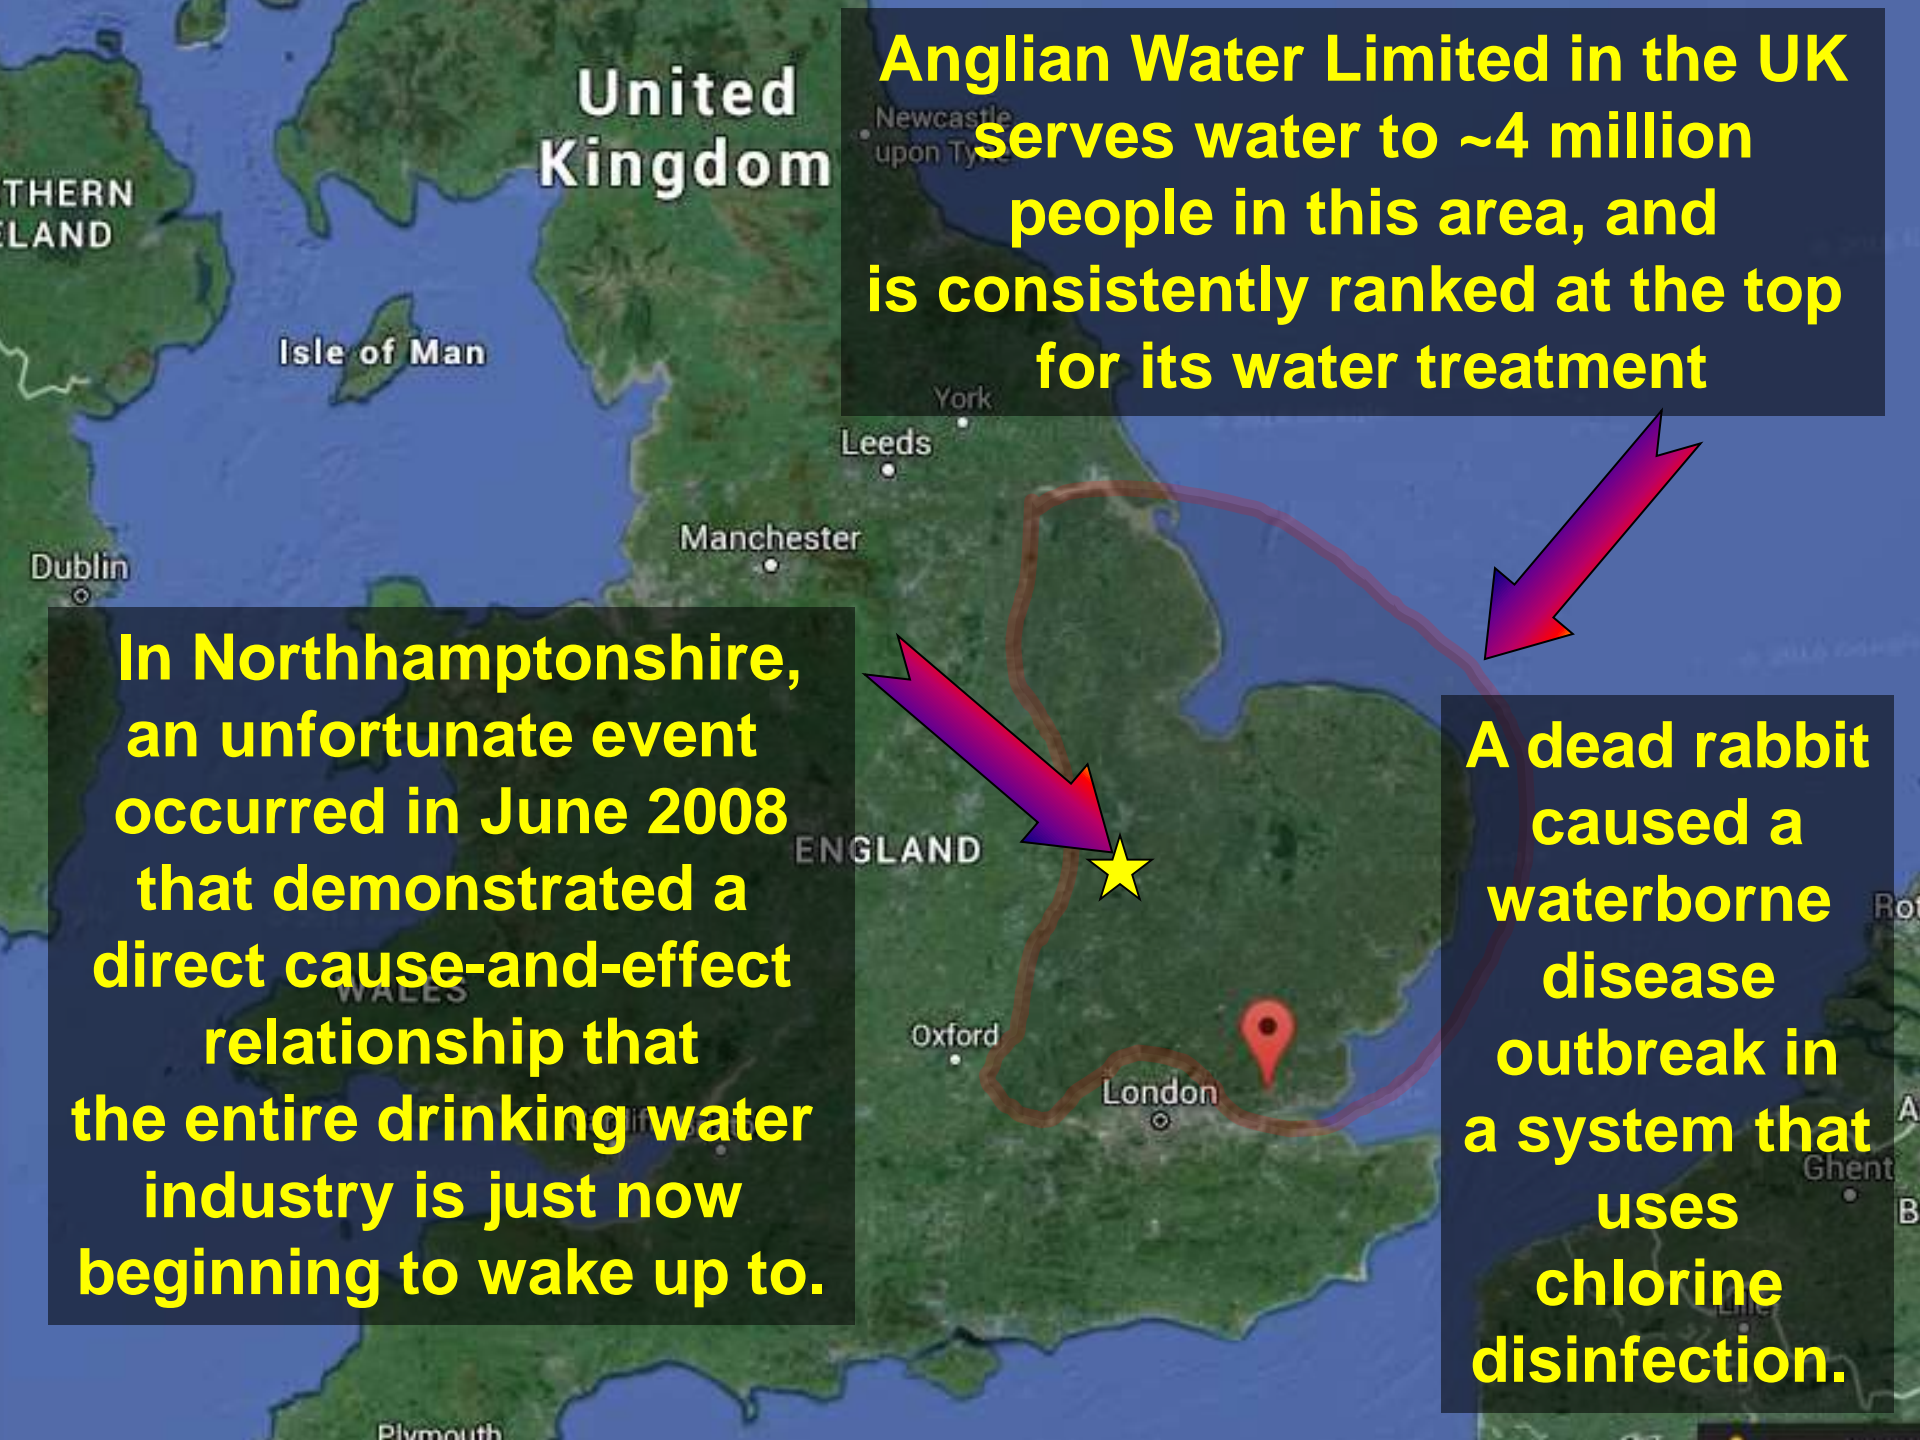 Anglian Water Limited in the UK
serves water to ~4 million
people in this area, and
is consistently ranked at the top
for its water treatment
United
Kingdom
Newcastle
upon Tyne
THERN
ELAND
Isle of Man
York
Leeds
Manchester
Dublin
In Northhamptonshire,
an unfortunate event
occurred in June 2008
that demonstrated a
direct cause-and-effect
relationship that
the entire drinking water
industry is just now
beginning to wake up to.
ENGLAND
WALES
Cardiff
Oxford
London
A dead rabbit
caused a
waterborne
disease
outbreak in
a system that
uses
chlorine
disinfection.
Rot
Ghent
A
B
Lille
Plymouth